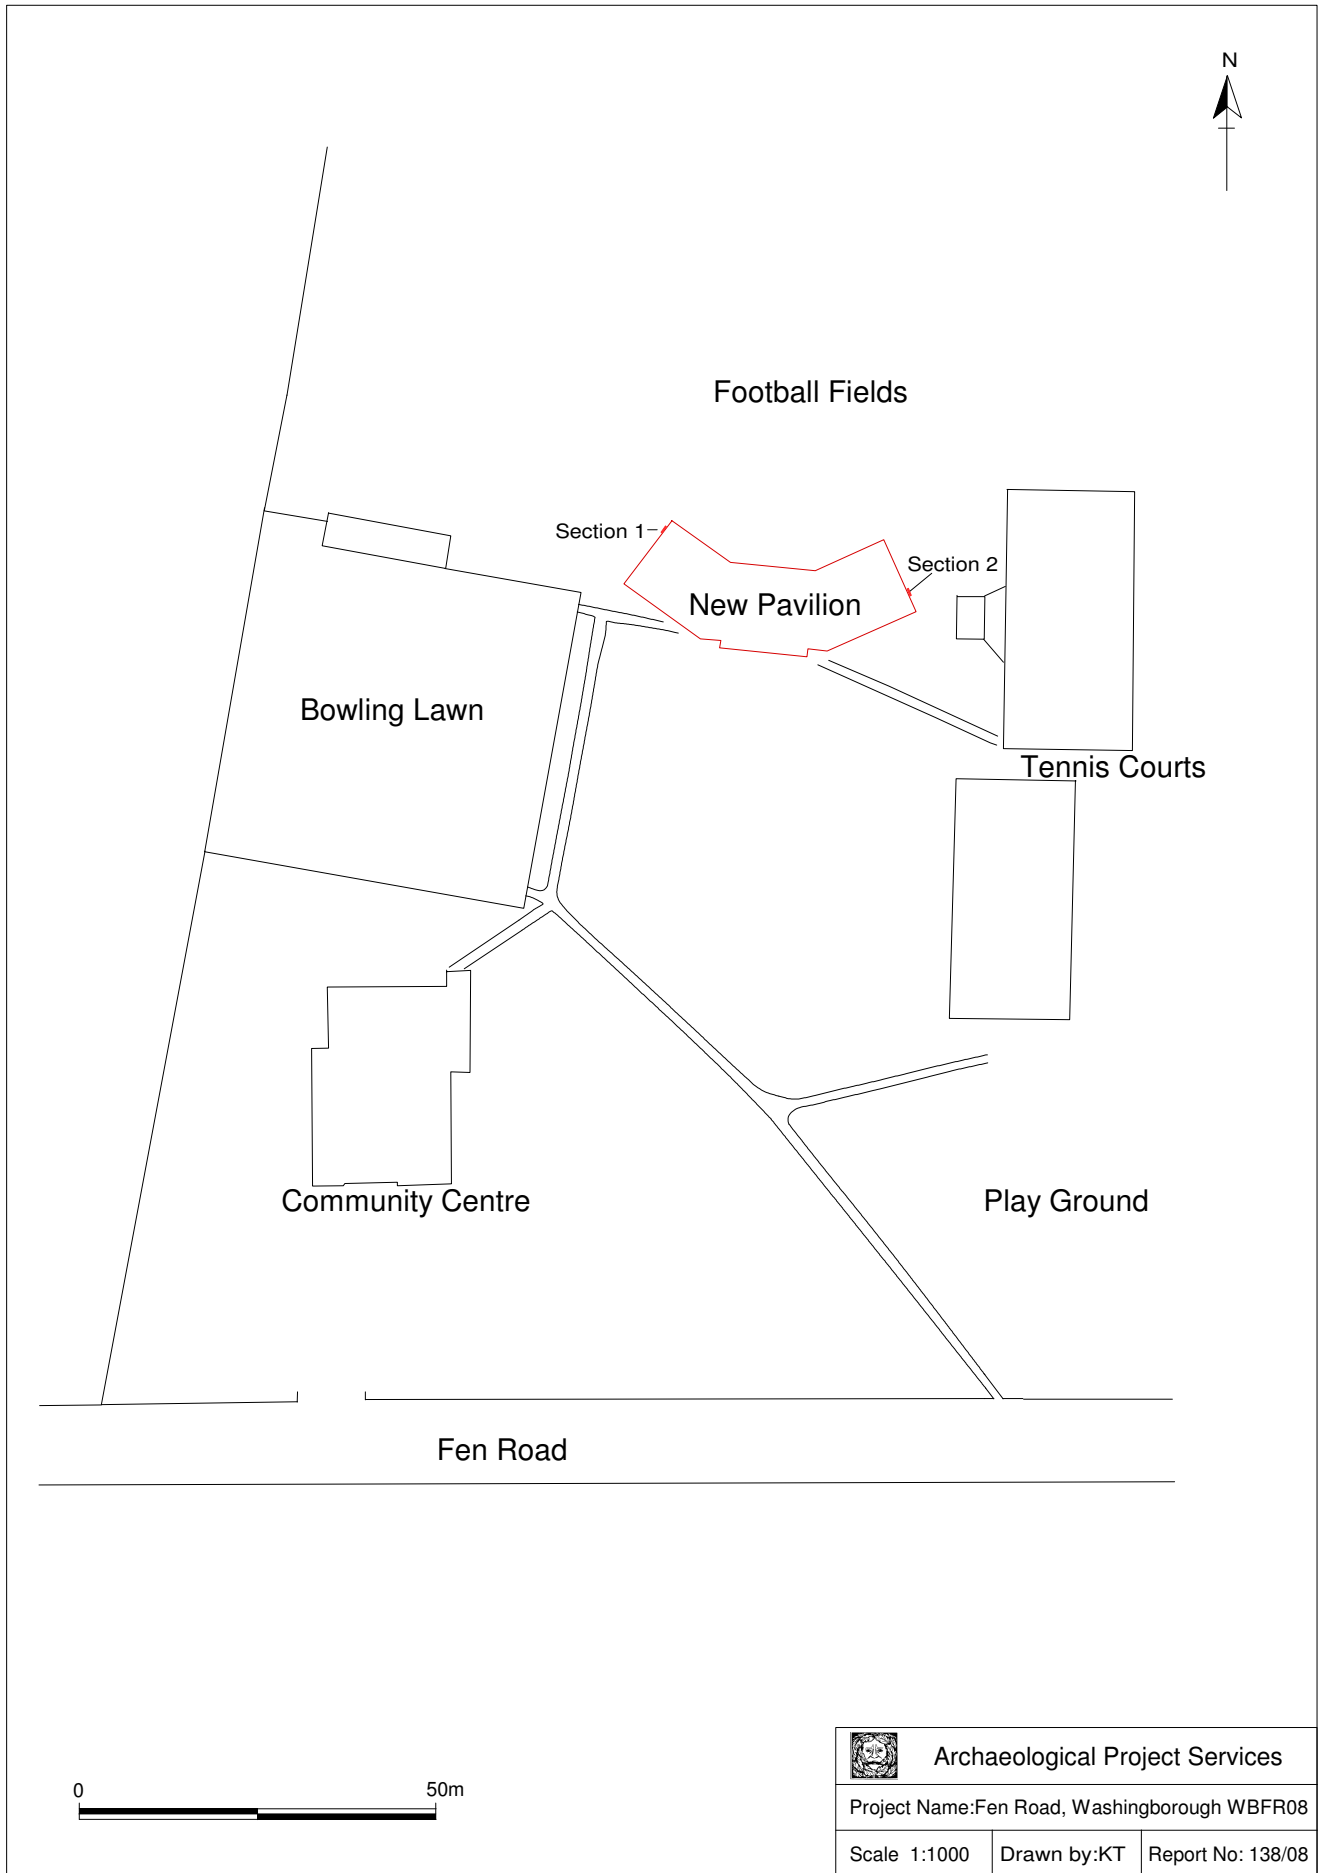 N
Football Fields
Section 1
Section 2
New Pavilion
Bowling Lawn
Tennis Courts
Community Centre
Play Ground
Fen Road
0 50m
Archaeological Project Services
Project Name:Fen Road, Washingborough WBFR08
Scale 1:1000 Drawn by:KT Report No: 138/08